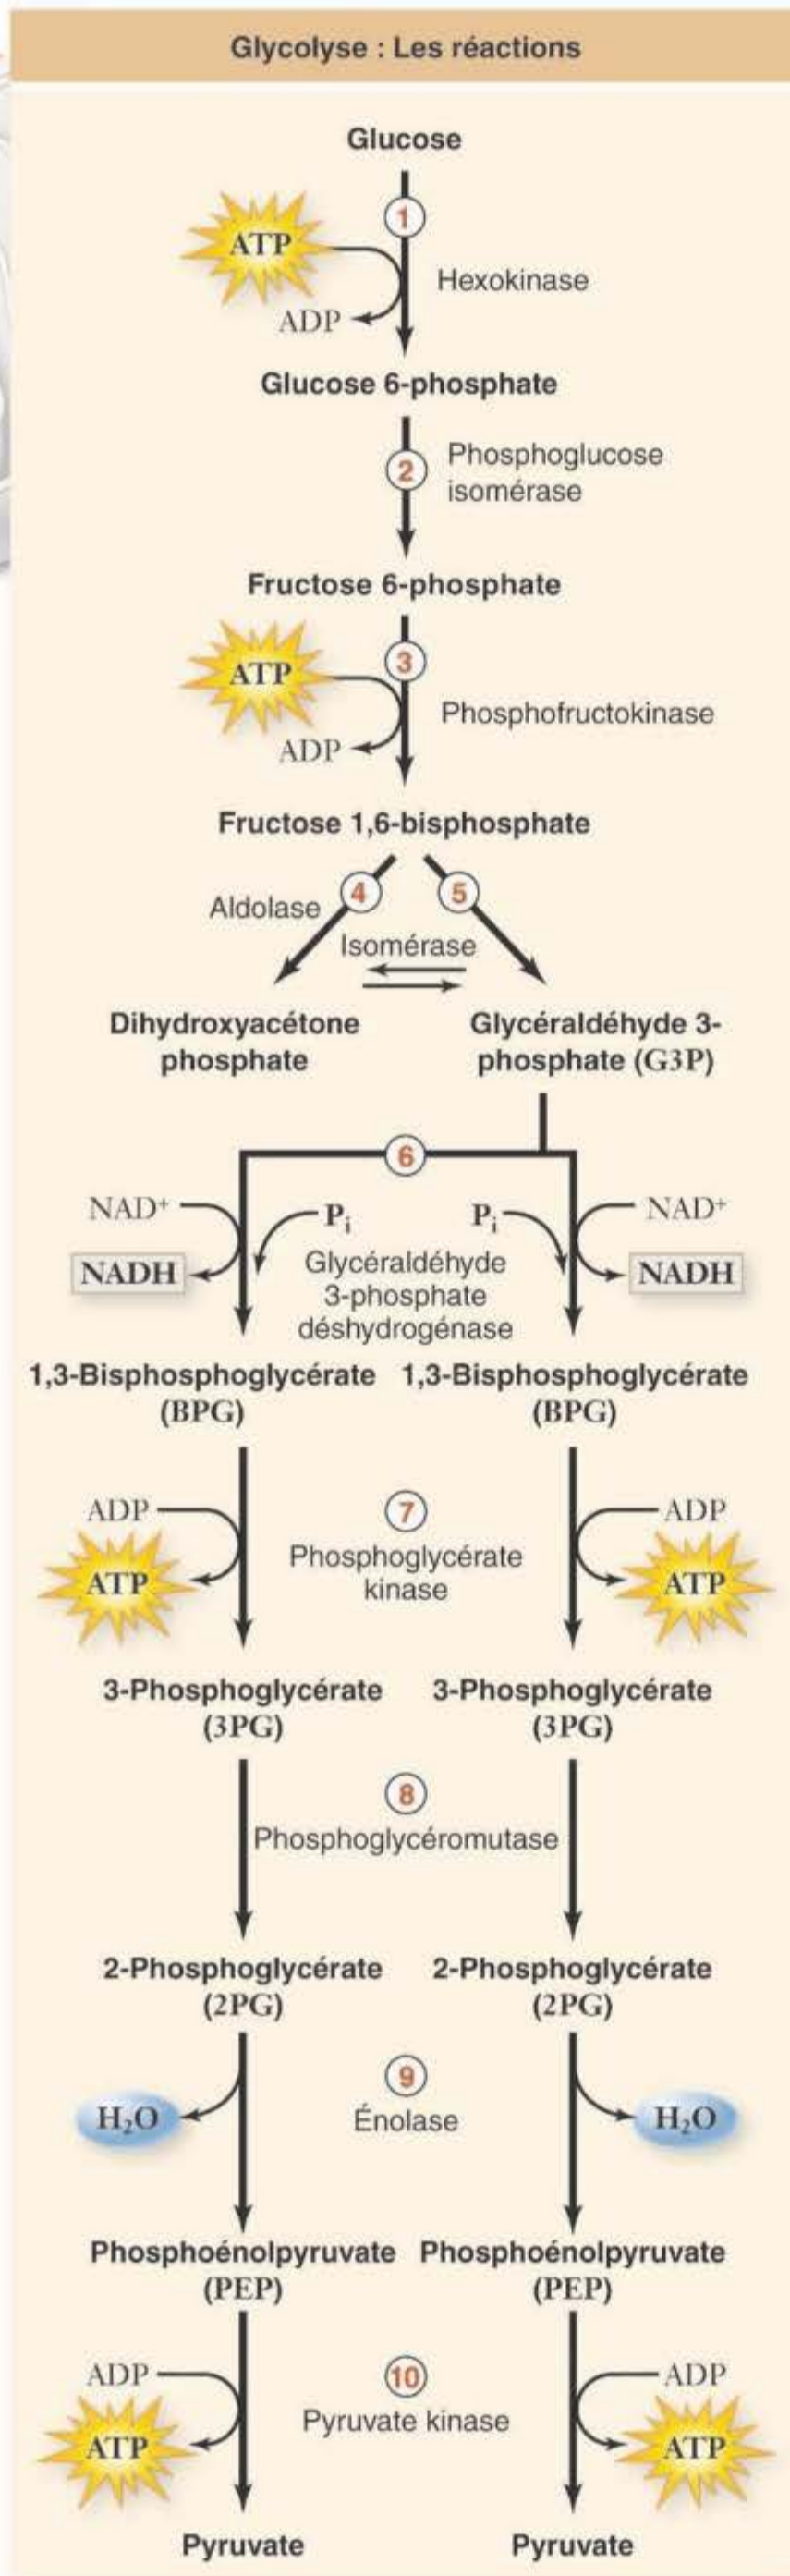 Glycolyse : Les réactions
Glucose
1
ATP
Hexokinase
ADP
Glucose 6-phosphate
2
Phosphoglucose
isomérase
Fructose 6-phosphate
3
ATP
Phosphofructokinase
ADP
Fructose 1,6-bisphosphate
4
5
Aldolase
Isomérase
Dihydroxyacétone
phosphate
Glycéraldéhyde 3-
phosphate (G3P)
6
NAD⁺
Pᵢ
Pᵢ
NAD⁺
NADH
Glycéraldéhyde
3-phosphate
déshydrogénase
NADH
1,3-Bisphosphoglycérate
(BPG)
1,3-Bisphosphoglycérate
(BPG)
ADP
7
ADP
ATP
Phosphoglycérate
kinase
ATP
3-Phosphoglycérate
(3PG)
3-Phosphoglycérate
(3PG)
8
Phosphoglycéromutase
2-Phosphoglycérate
(2PG)
2-Phosphoglycérate
(2PG)
9
H₂O
Énolase
H₂O
Phosphoénolpyruvate
(PEP)
Phosphoénolpyruvate
(PEP)
ADP
10
ADP
ATP
Pyruvate kinase
ATP
Pyruvate
Pyruvate